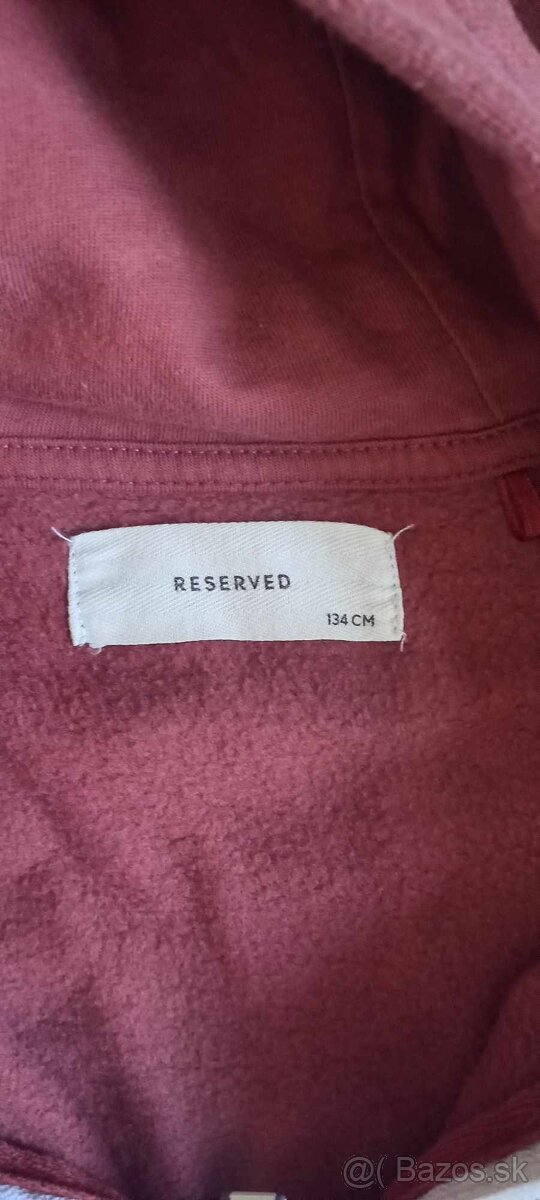 RESERVED
134 CM
@( Bazos.sk